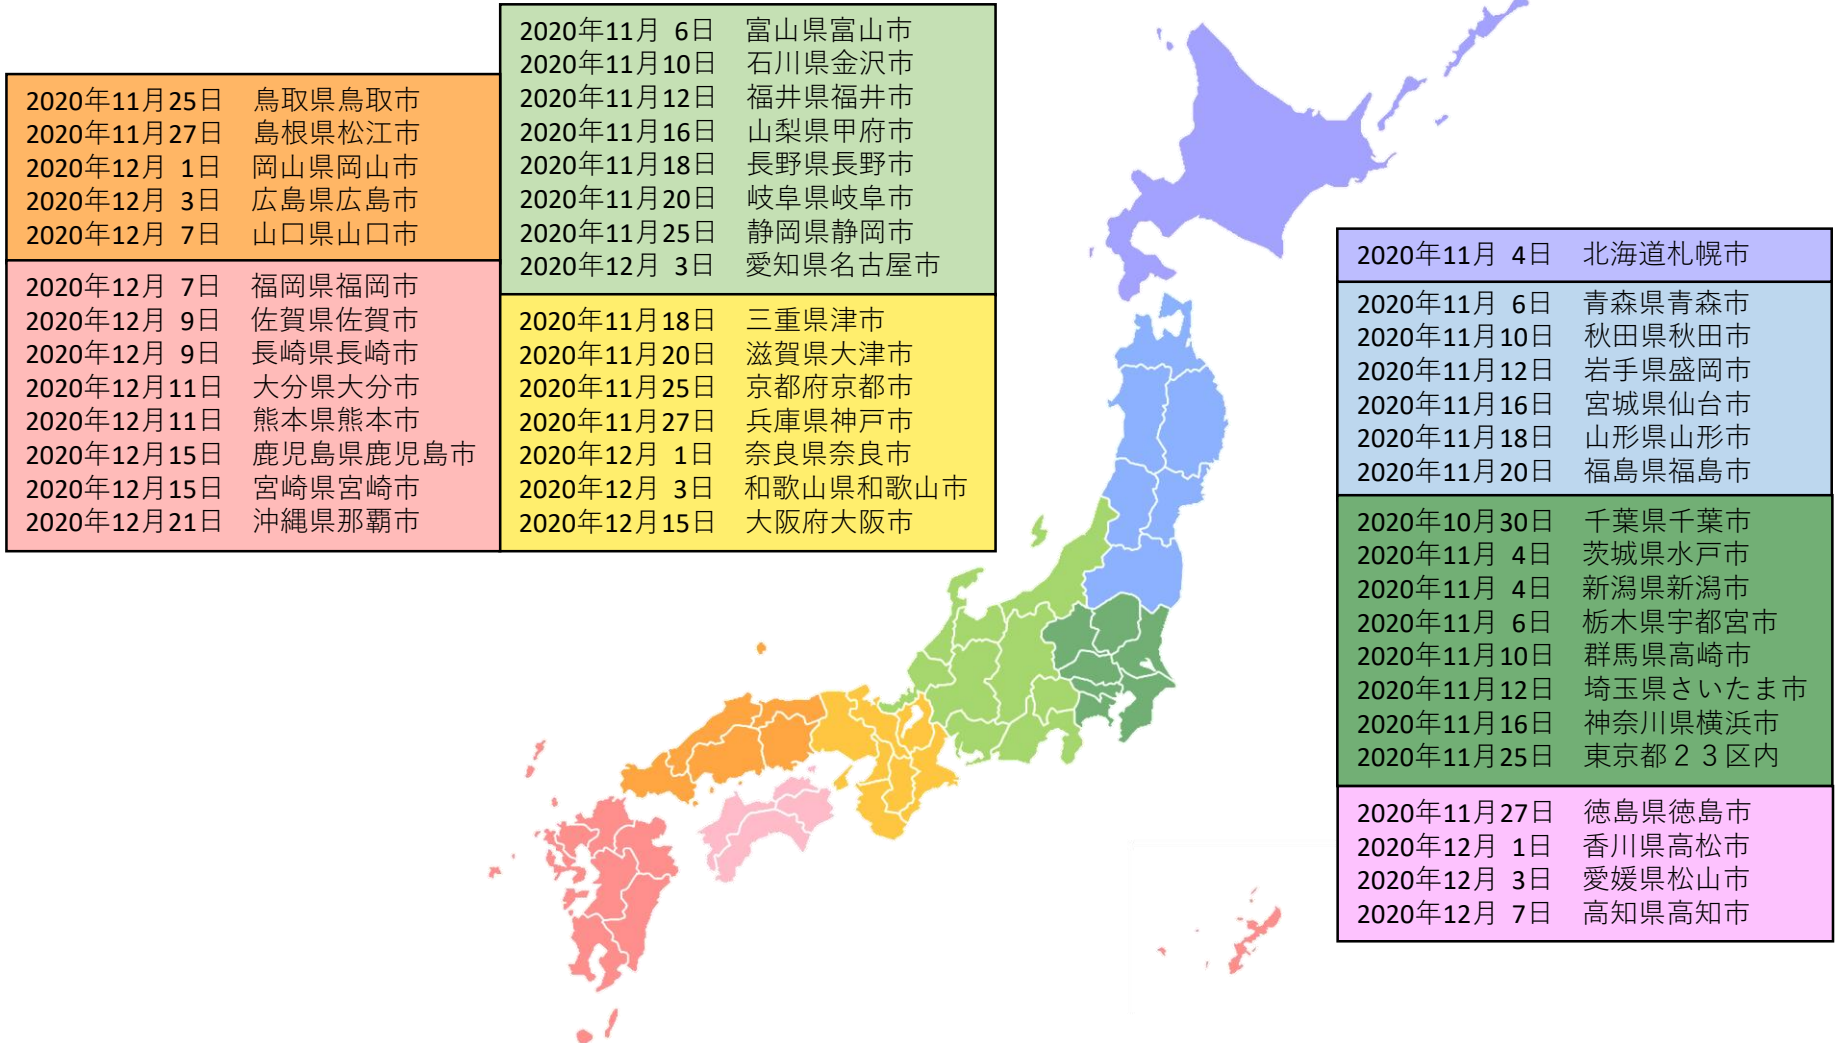 2020年11月25日 鳥取県鳥取市
2020年11月27日 島根県松江市
2020年12月 1日 岡山県岡山市
2020年12月 3日 広島県広島市
2020年12月 7日 山口県山口市
2020年12月 7日 福岡県福岡市
2020年12月 9日 佐賀県佐賀市
2020年12月 9日 長崎県長崎市
2020年12月11日 大分県大分市
2020年12月11日 熊本県熊本市
2020年12月15日 鹿児島県鹿児島市
2020年12月15日 宮崎県宮崎市
2020年12月21日 沖縄県那覇市
2020年11月 6日 富山県富山市
2020年11月10日 石川県金沢市
2020年11月12日 福井県福井市
2020年11月16日 山梨県甲府市
2020年11月18日 長野県長野市
2020年11月20日 岐阜県岐阜市
2020年11月25日 静岡県静岡市
2020年12月 3日 愛知県名古屋市
2020年11月18日 三重県津市
2020年11月20日 滋賀県大津市
2020年11月25日 京都府京都市
2020年11月27日 兵庫県神戸市
2020年12月 1日 奈良県奈良市
2020年12月 3日 和歌山県和歌山市
2020年12月15日 大阪府大阪市
2020年11月 4日 北海道札幌市
2020年11月 6日 青森県青森市
2020年11月10日 秋田県秋田市
2020年11月12日 岩手県盛岡市
2020年11月16日 宮城県仙台市
2020年11月18日 山形県山形市
2020年11月20日 福島県福島市
2020年10月30日 千葉県千葉市
2020年11月 4日 茨城県水戸市
2020年11月 4日 新潟県新潟市
2020年11月 6日 栃木県宇都宮市
2020年11月10日 群馬県高崎市
2020年11月12日 埼玉県さいたま市
2020年11月16日 神奈川県横浜市
2020年11月25日 東京都２３区内
2020年11月27日 徳島県徳島市
2020年12月 1日 香川県高松市
2020年12月 3日 愛媛県松山市
2020年12月 7日 高知県高知市